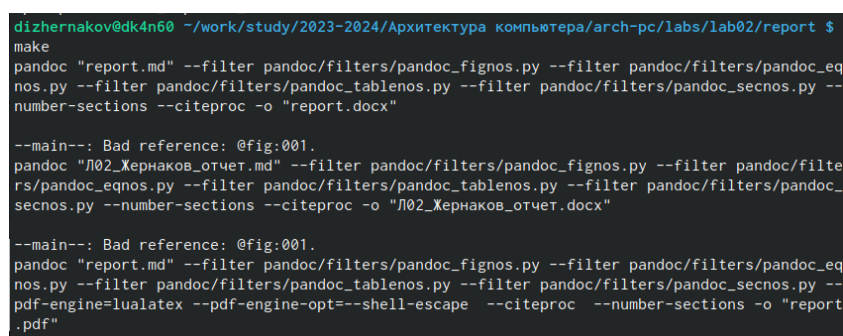 dizhernakov@dk4n60 ~/work/study/2023-2024/Архитектура компьютера/arch-pc/labs/lab02/report $
make
pandoc "report.md" --filter pandoc/filters/pandoc_fignos.py --filter pandoc/filters/pandoc_eq
nos.py --filter pandoc/filters/pandoc_tablenos.py --filter pandoc/filters/pandoc_secnos.py --
number-sections --citeproc -o "report.docx"

--main--: Bad reference: @fig:001.
pandoc "Л02_Жернаков_отчет.md" --filter pandoc/filters/pandoc_fignos.py --filter pandoc/filte
rs/pandoc_eqnos.py --filter pandoc/filters/pandoc_tablenos.py --filter pandoc/filters/pandoc_
secnos.py --number-sections --citeproc -o "Л02_Жернаков_отчет.docx"

--main--: Bad reference: @fig:001.
pandoc "report.md" --filter pandoc/filters/pandoc_fignos.py --filter pandoc/filters/pandoc_eq
nos.py --filter pandoc/filters/pandoc_tablenos.py --filter pandoc/filters/pandoc_secnos.py --
pdf-engine=lualatex --pdf-engine-opt=--shell-escape  --citeproc  --number-sections -o "report
.pdf"